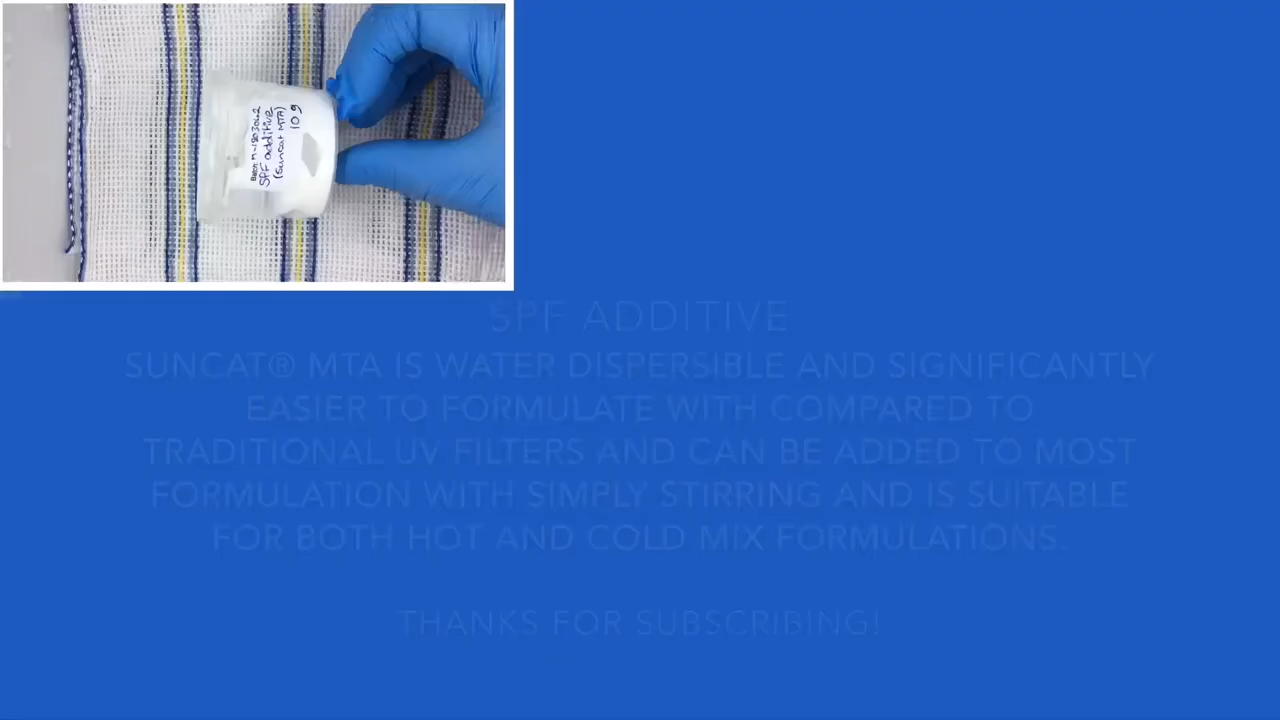 SPF additive
(Suncat MTA)
10 g
SPF ADDITIVE
SUNCAT® MTA IS WATER DISPERSIBLE AND SIGNIFICANTLY
EASIER TO FORMULATE WITH COMPARED TO
TRADITIONAL UV FILTERS AND CAN BE ADDED TO MOST
FORMULATION WITH SIMPLY STIRRING AND IS SUITABLE
FOR BOTH HOT AND COLD MIX FORMULATIONS.
THANKS FOR SUBSCRIBING!